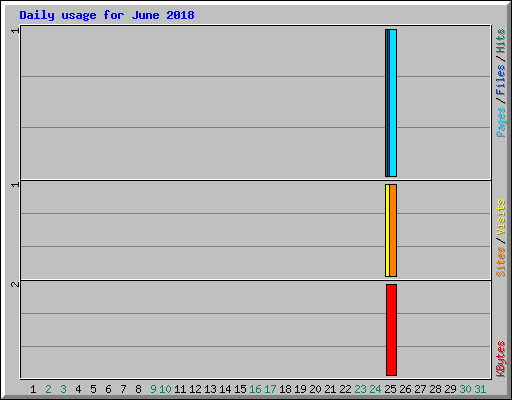 Daily usage for June 2018
1
1
2
Pages/Files/Hits
Sites/Visits
KBytes
1 2 3 4 5 6 7 8 9 10 11 12 13 14 15 16 17 18 19 20 21 22 23 24 25 26 27 28 29 30 31